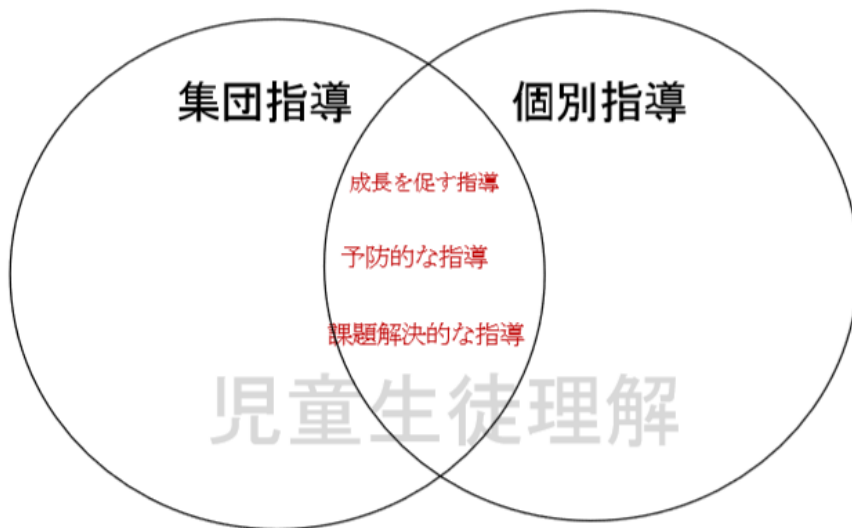 集団指導
個別指導
成長を促す指導
予防的な指導
課題解決的な指導
児童生徒理解